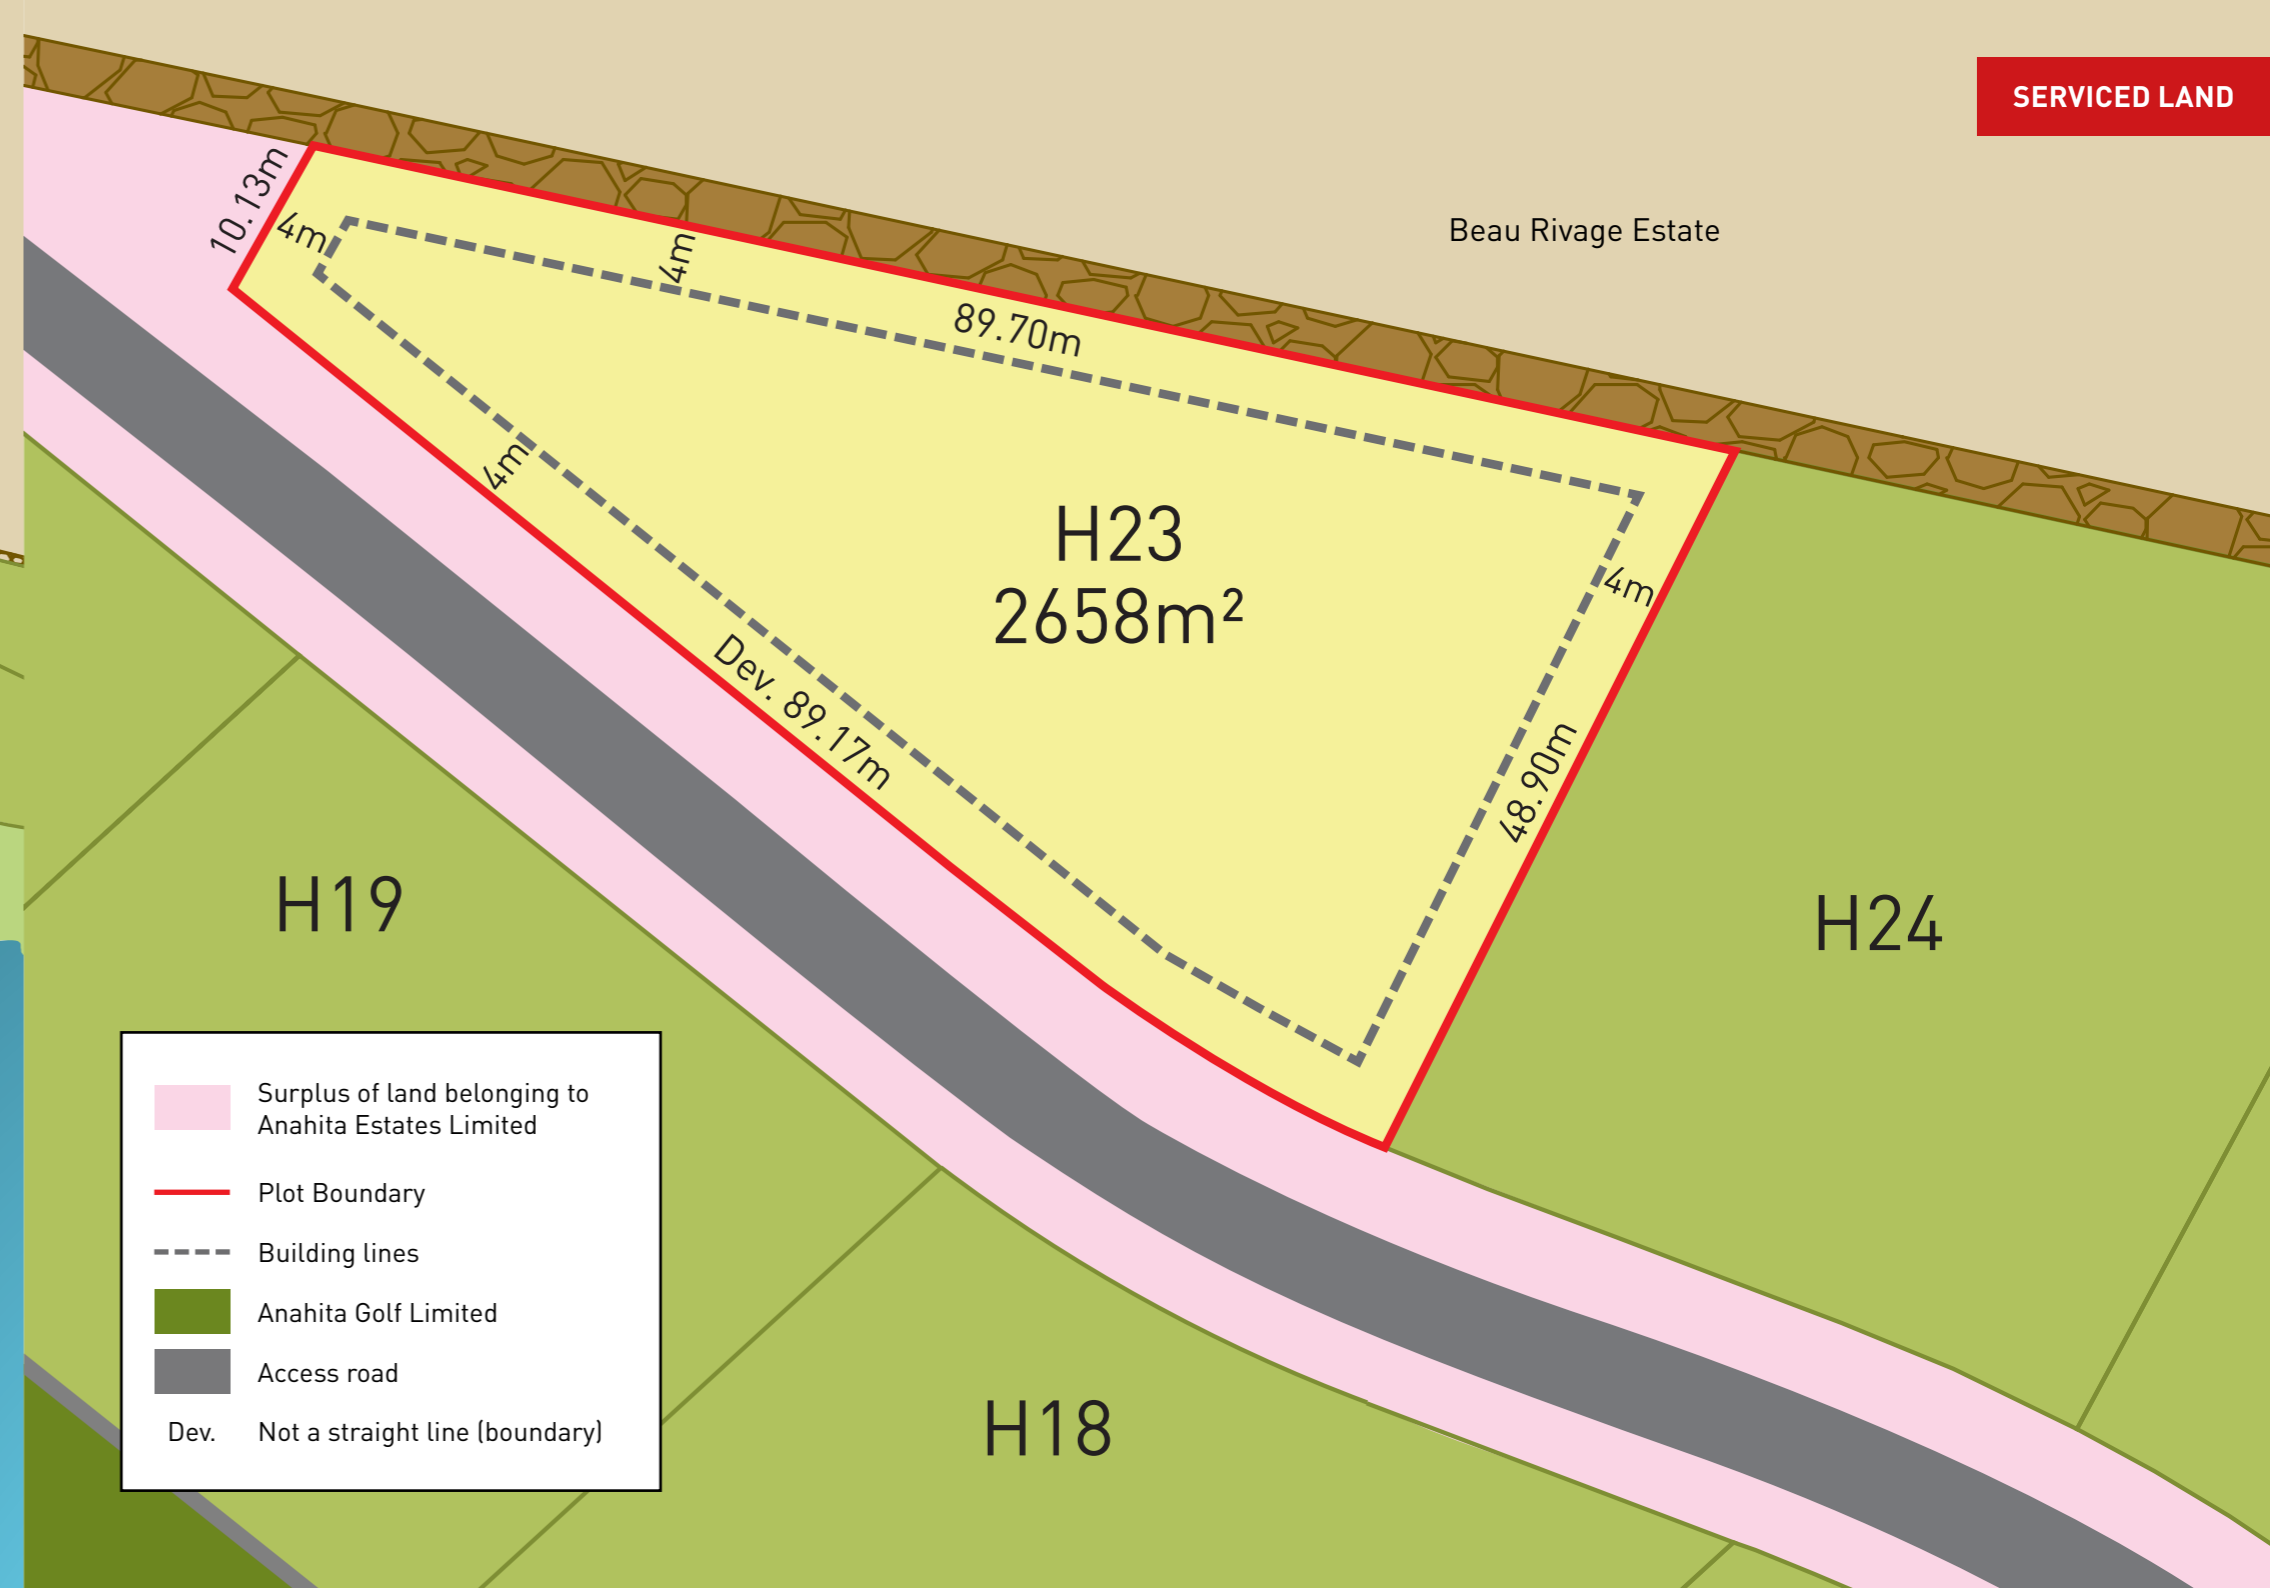 SERVICED LAND
Beau Rivage Estate
10.13m
4m
4m
89.70m
4m
H23
2658m²
4m
Dev. 89.17m
48.90m
H19
H24
H18
Surplus of land belonging to
Anahita Estates Limited
Plot Boundary
Building lines
Anahita Golf Limited
Access road
Dev. Not a straight line (boundary)